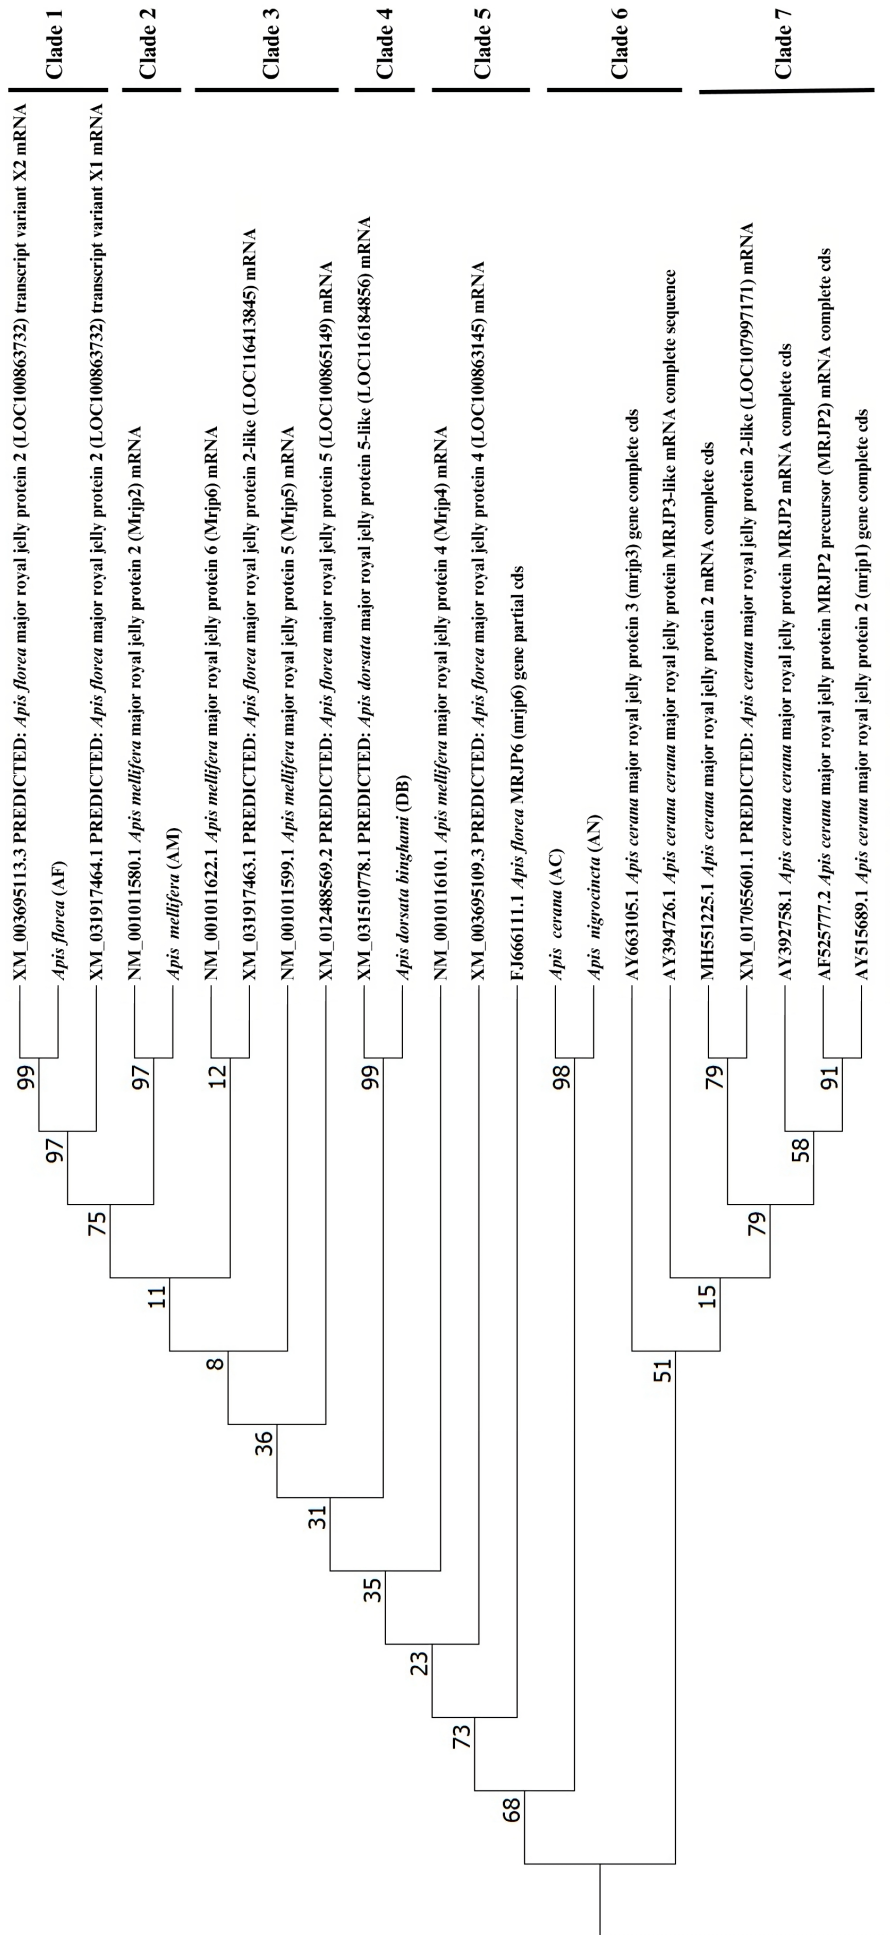 Clade 1
Clade 2
Clade 3
Clade 4
Clade 5
Clade 6
Clade 7
XM_003695113.3 PREDICTED: Apis florea major royal jelly protein 2 (LOC100863732) transcript variant X2 mRNA
Apis florea (AF)
XM_031917464.1 PREDICTED: Apis florea major royal jelly protein 2 (LOC100863732) transcript variant X1 mRNA
NM_001011580.1 Apis mellifera major royal jelly protein 2 (Mrjp2) mRNA
Apis mellifera (AM)
NM_001011622.1 Apis mellifera major royal jelly protein 6 (Mrjp6) mRNA
XM_031917463.1 PREDICTED: Apis florea major royal jelly protein 2-like (LOC116413845) mRNA
NM_001011599.1 Apis mellifera major royal jelly protein 5 (Mrjp5) mRNA
XM_012488569.2 PREDICTED: Apis florea major royal jelly protein 5 (LOC100865149) mRNA
XM_031510778.1 PREDICTED: Apis dorsata major royal jelly protein 5-like (LOC116184856) mRNA
Apis dorsata binghami (DB)
NM_001011610.1 Apis mellifera major royal jelly protein 4 (Mrjp4) mRNA
XM_003695109.3 PREDICTED: Apis florea major royal jelly protein 4 (LOC100863145) mRNA
FJ666111.1 Apis florea MRJP6 (mrjp6) gene partial cds
Apis cerana (AC)
Apis nigrocincta (AN)
AY663105.1 Apis cerana major royal jelly protein 3 (mrjp3) gene complete cds
AY394726.1 Apis cerana cerana major royal jelly protein MRJP3-like mRNA complete sequence
MH551225.1 Apis cerana major royal jelly protein 2 mRNA complete cds
XM_017055601.1 PREDICTED: Apis cerana major royal jelly protein 2-like (LOC107997171) mRNA
AY392758.1 Apis cerana cerana major royal jelly protein MRJP2 mRNA complete cds
AF525777.2 Apis cerana major royal jelly protein MRJP2 precursor (MRJP2) mRNA complete cds
AY515689.1 Apis cerana major royal jelly protein 2 (mrjp1) gene complete cds
99
97
75
97
11
12
8
36
31
99
35
23
73
68
98
51
15
79
79
58
91